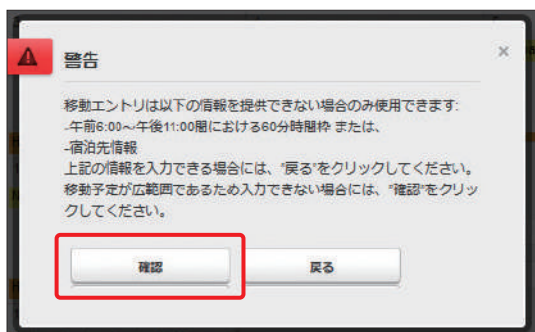 警告
×
移動エントリは以下の情報を提供できない場合のみ使用できます:
-午前6:00～午後11:00間における60分時間枠 または、
-宿泊先情報
上記の情報を入力できる場合には、"戻る"をクリックしてください。
移動予定が広範囲であるため入力できない場合には、"確認"をクリッ
クしてください。
確認
戻る